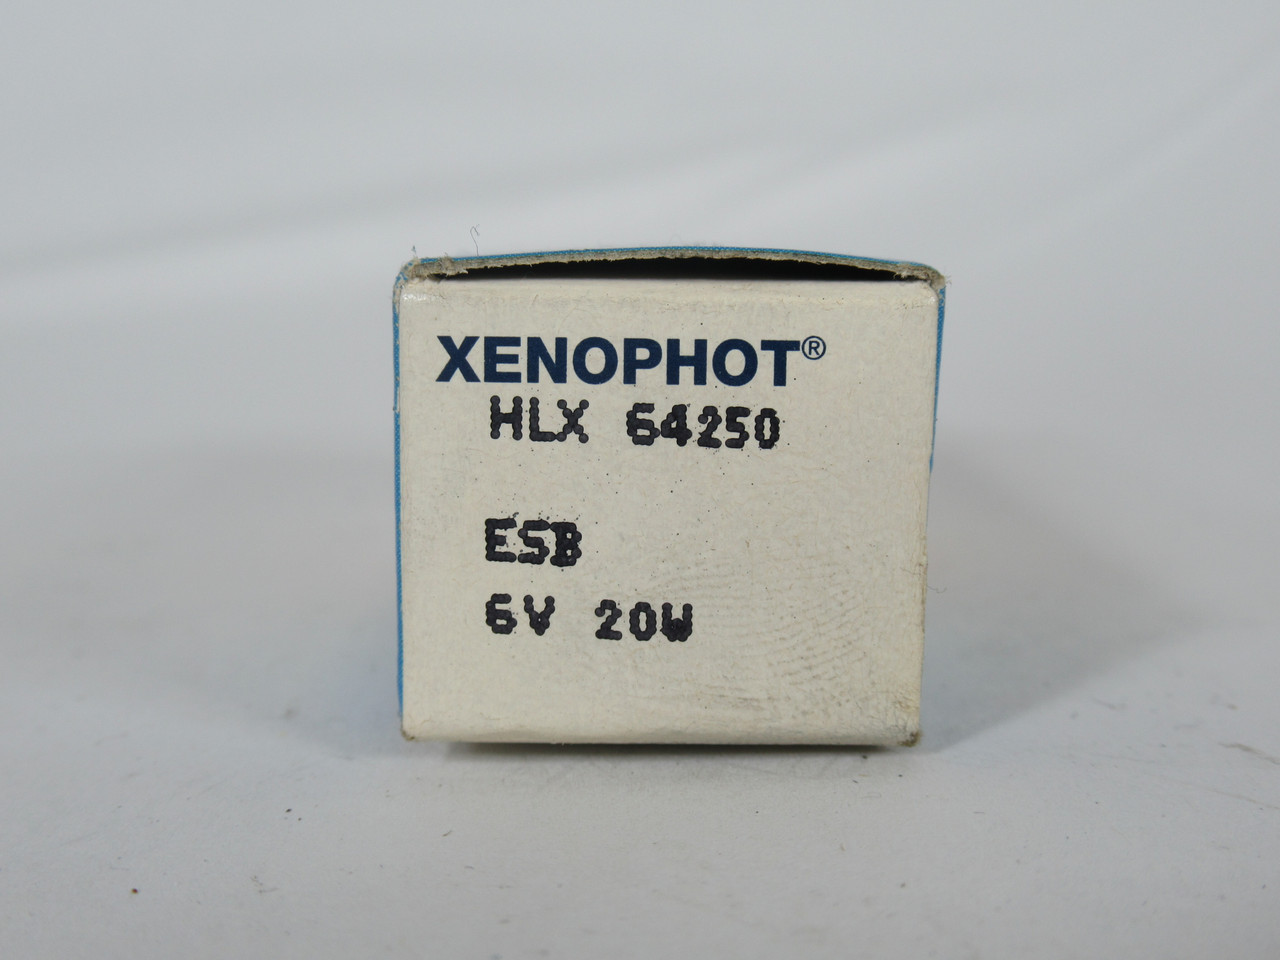 XENOPHOT®
HLX 64250
ESB
6V 20W